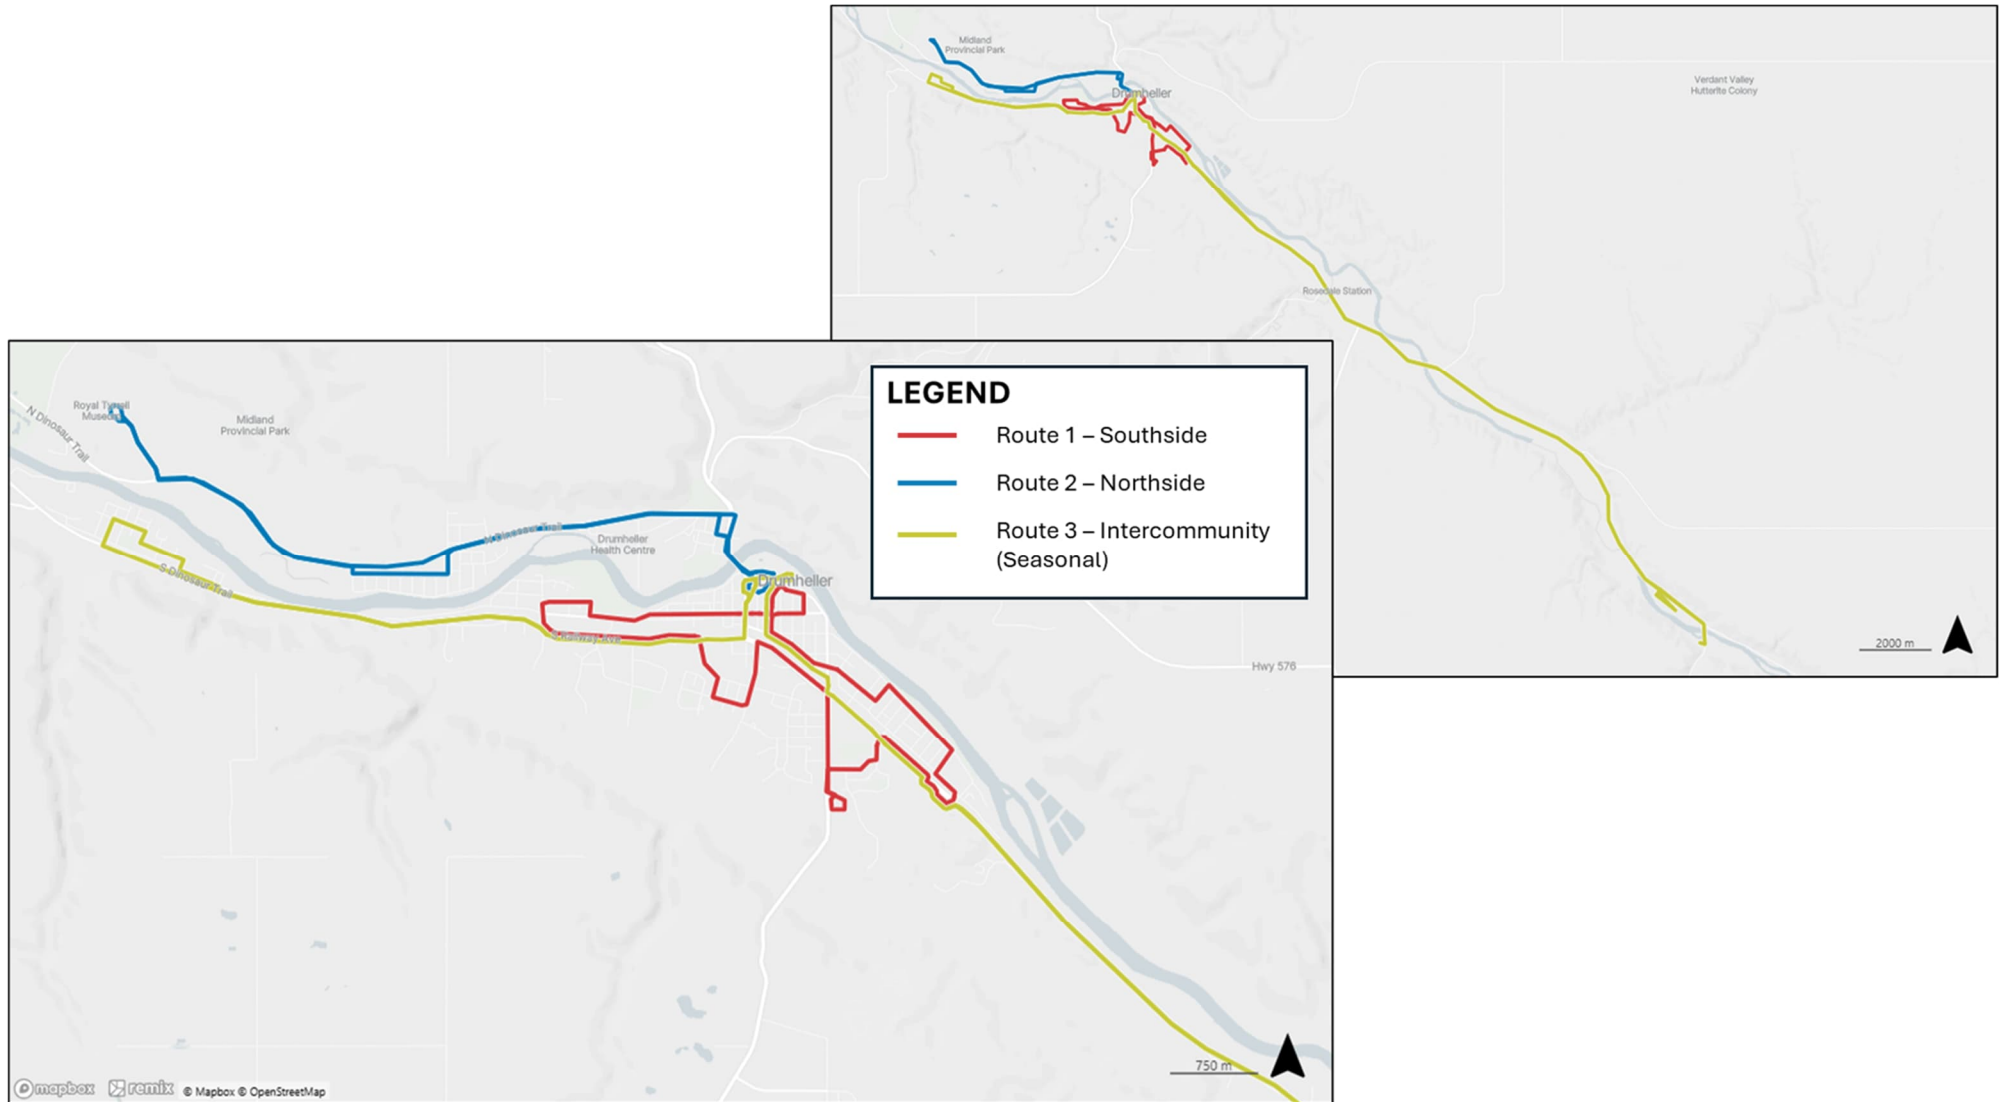 Midland
Provincial Park
Drumheller
Verdant Valley
Hutterite Colony
Rosedale Station
2000 m
Royal Tyrrell
Museum
N Dinosaur Trail
Midland
Provincial Park
N Dinosaur Trail
Drumheller
Health Centre
Drumheller
S Dinosaur Trail
S Railway Ave
Hwy 576
LEGEND
Route 1 – Southside
Route 2 – Northside
Route 3 – Intercommunity
(Seasonal)
750 m
mapbox remix © Mapbox © OpenStreetMap